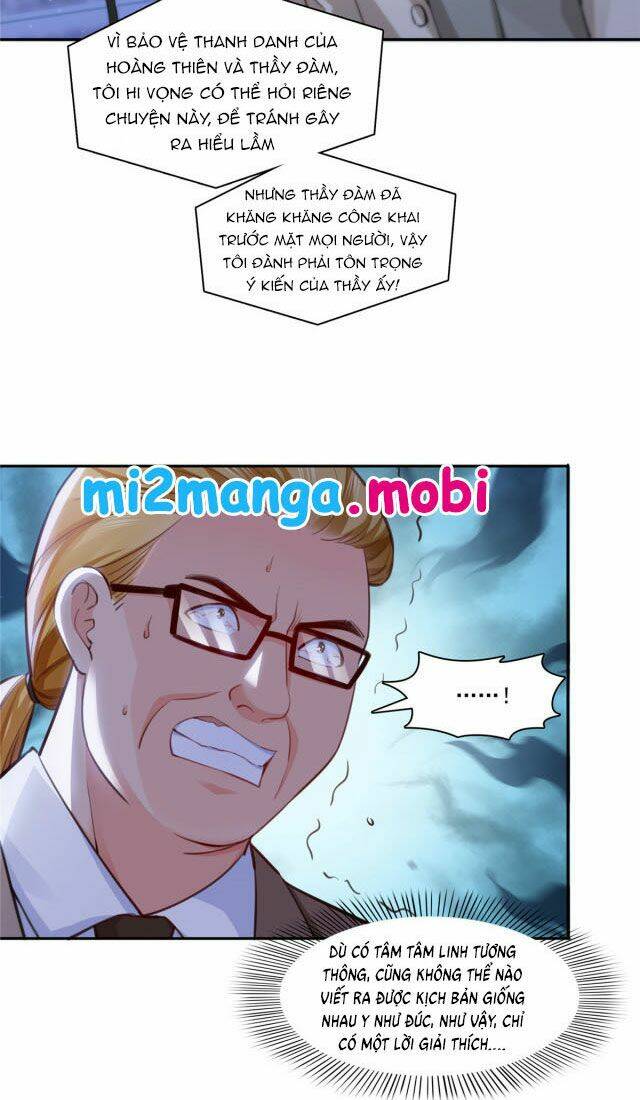 VÌ BẢO VỆ THANH DANH CỦA
HOÀNG THIÊN VÀ THẦY ĐÀM,
TÔI HI VỌNG CÓ THỂ HỎI RIÊNG
CHUYỆN NÀY, ĐỂ TRÁNH GÂY
RA HIỂU LẦM
NHƯNG THẦY ĐÀM ĐÃ
KHĂNG KHĂNG CÔNG KHAI
TRƯỚC MẶT MỌI NGƯỜI, VẬY
TÔI ĐÀNH PHẢI TÔN TRỌNG
Ý KIẾN CỦA THẦY ẤY!
mi2manga.mobi
......!
DÙ CÓ TÂM TÂM LINH TƯƠNG
THÔNG, CŨNG KHÔNG THỂ NÀO
VIẾT RA ĐƯỢC KỊCH BẢN GIỐNG
NHAU Y NHƯ ĐÚC, NHƯ VẬY, CHỈ
CÓ MỘT LỜI GIẢI THÍCH....